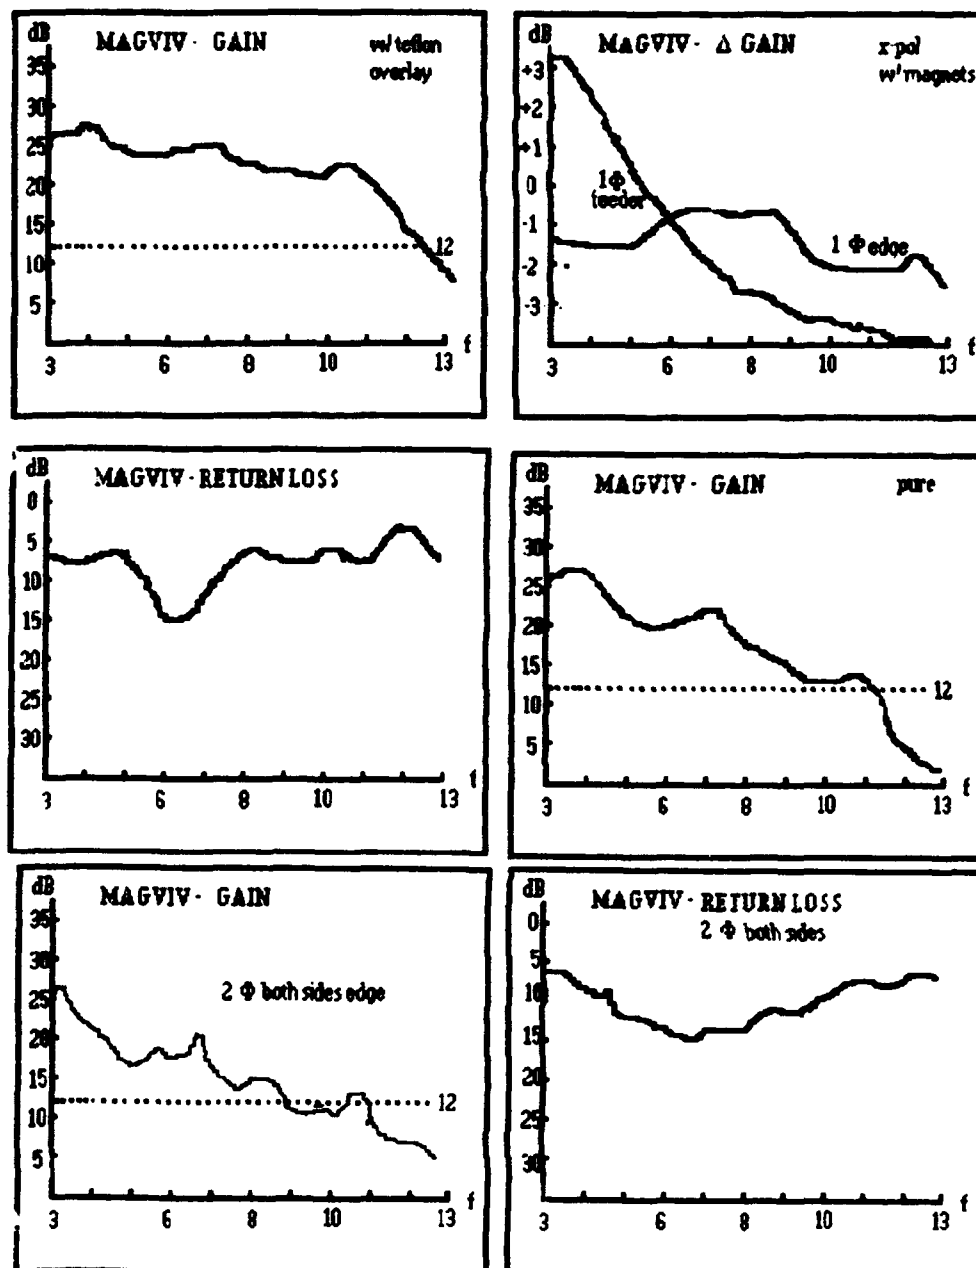 dB
MAGVIV - GAIN
w/ teflon
overlay
35
30
25
20
15
10
5
12
3 6 8 10 13 f
dB
MAGVIV - Δ GAIN
x-pol
w/ magnets
+3
+2
+1
0
-1
-2
-3
1 Φ
feeder
1 Φ edge
3 6 8 10 13 f
dB
MAGVIV - RETURN LOSS
0
5
10
15
20
25
30
3 6 8 10 13 f
dB
MAGVIV - GAIN
pure
35
30
25
20
15
10
5
12
3 6 8 10 13 f
dB
MAGVIV - GAIN
35
30
25
20
15
10
5
2 Φ both sides edge
12
3 6 8 10 13 f
dB
MAGVIV - RETURN LOSS
2 Φ both sides
0
5
10
15
20
25
30
3 6 8 10 13 f